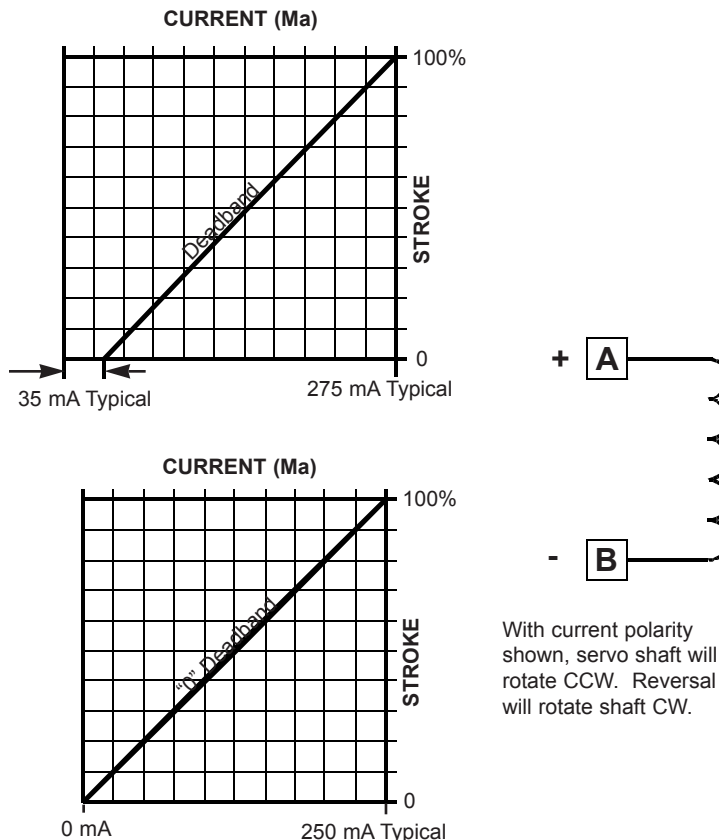 CURRENT (Ma)
100%
Deadband
STROKE
0
35 mA Typical
275 mA Typical
CURRENT (Ma)
100%
"0" Deadband
STROKE
0
0 mA
250 mA Typical
+ A
- B
With current polarity
shown, servo shaft will
rotate CCW. Reversal
will rotate shaft CW.